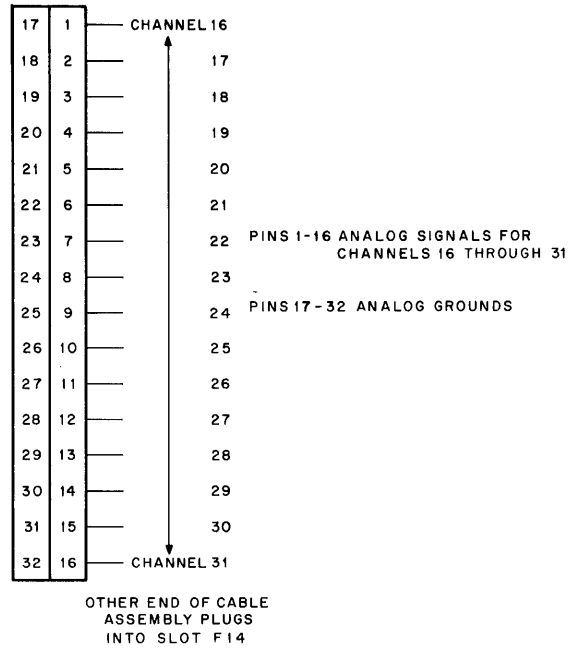 17 1 CHANNEL 16
18 2 17
19 3 18
20 4 19
21 5 20
22 6 21
23 7 22 PINS 1-16 ANALOG SIGNALS FOR
CHANNELS 16 THROUGH 31
24 8 23
25 9 24 PINS 17-32 ANALOG GROUNDS
26 10 25
27 11 26
28 12 27
29 13 28
30 14 29
31 15 30
32 16 CHANNEL 31
OTHER END OF CABLE
ASSEMBLY PLUGS
INTO SLOT F14